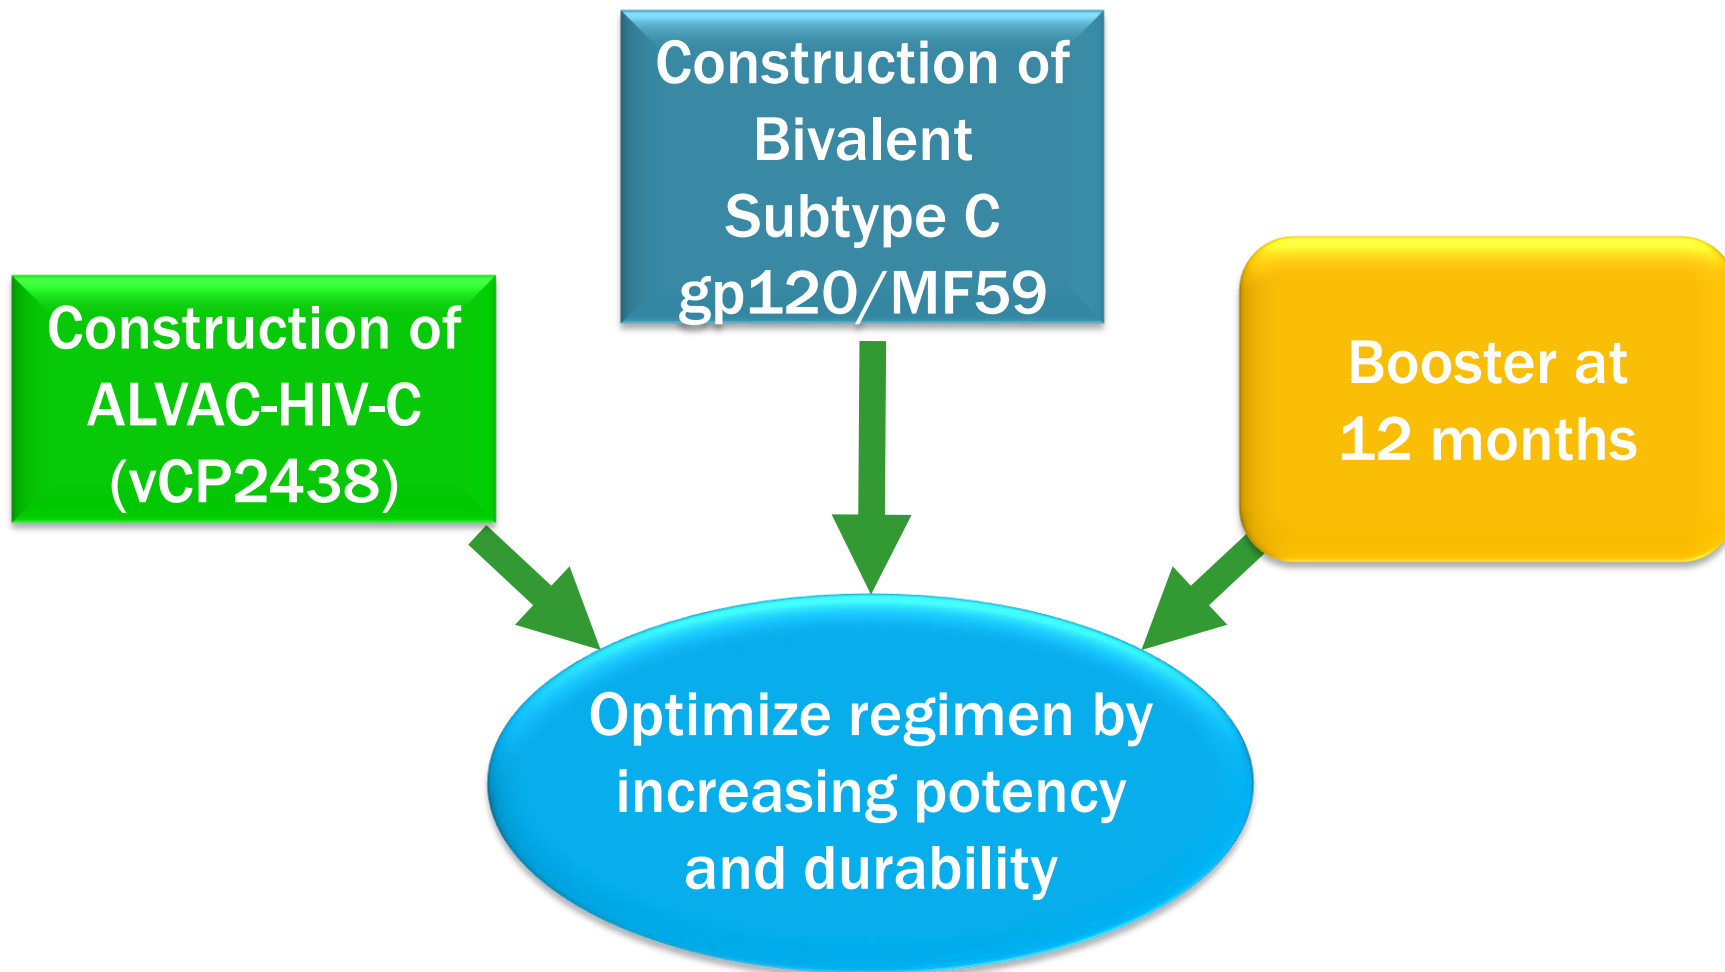 Construction of
Bivalent
Subtype C
gp120/MF59
Construction of
ALVAC-HIV-C
(vCP2438)
Booster at
12 months
Optimize regimen by
increasing potency
and durability